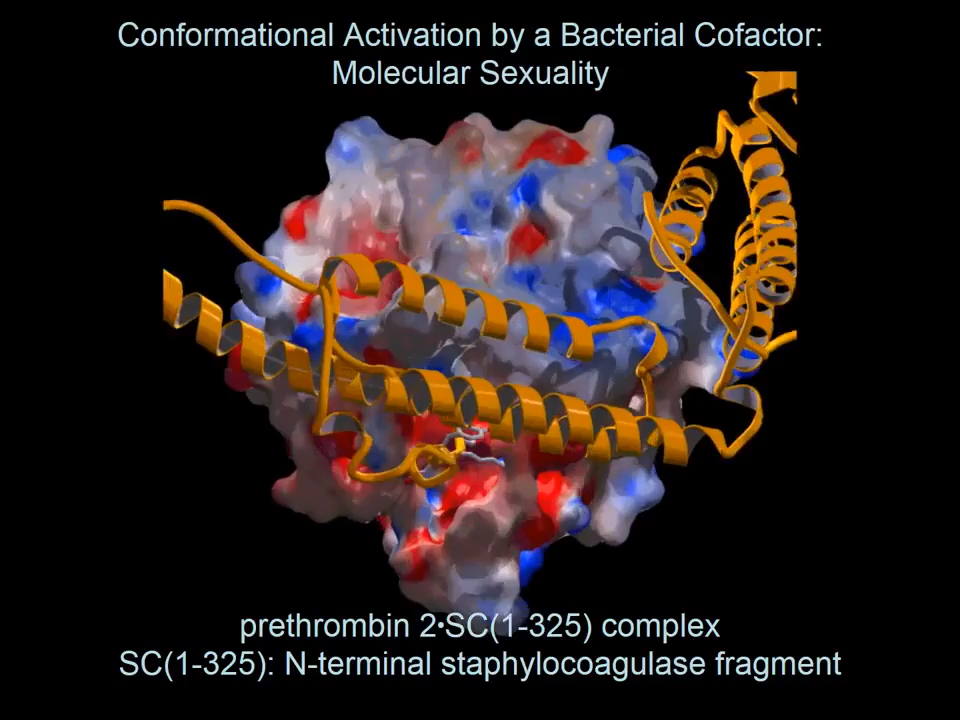 Conformational Activation by a Bacterial Cofactor:
Molecular Sexuality
prethrombin 2•SC(1-325) complex
SC(1-325): N-terminal staphylocoagulase fragment